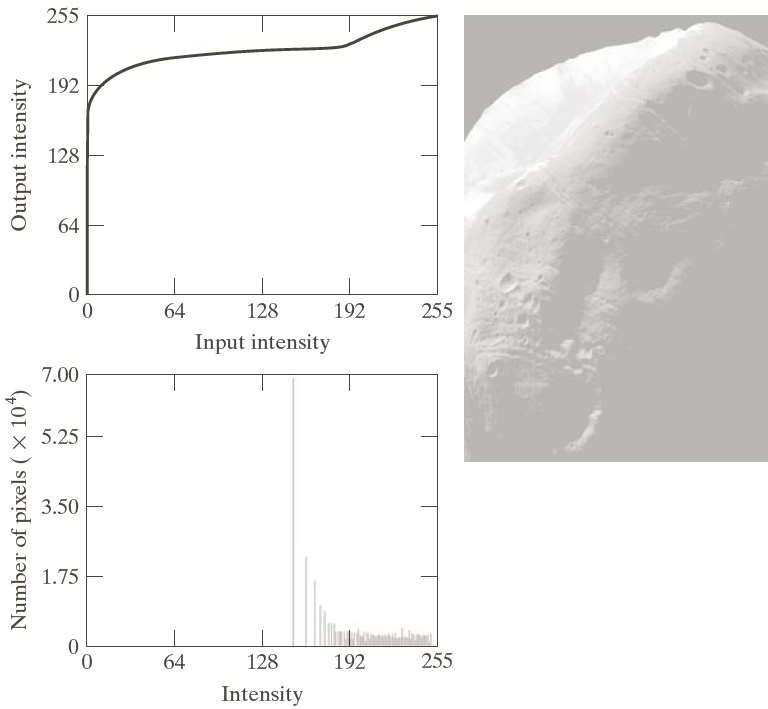 255
192
128
64
0
Output intensity
0 64 128 192 255
Input intensity
7.00
5.25
3.50
1.75
0
Number of pixels ( × 10⁴)
0 64 128 192 255
Intensity